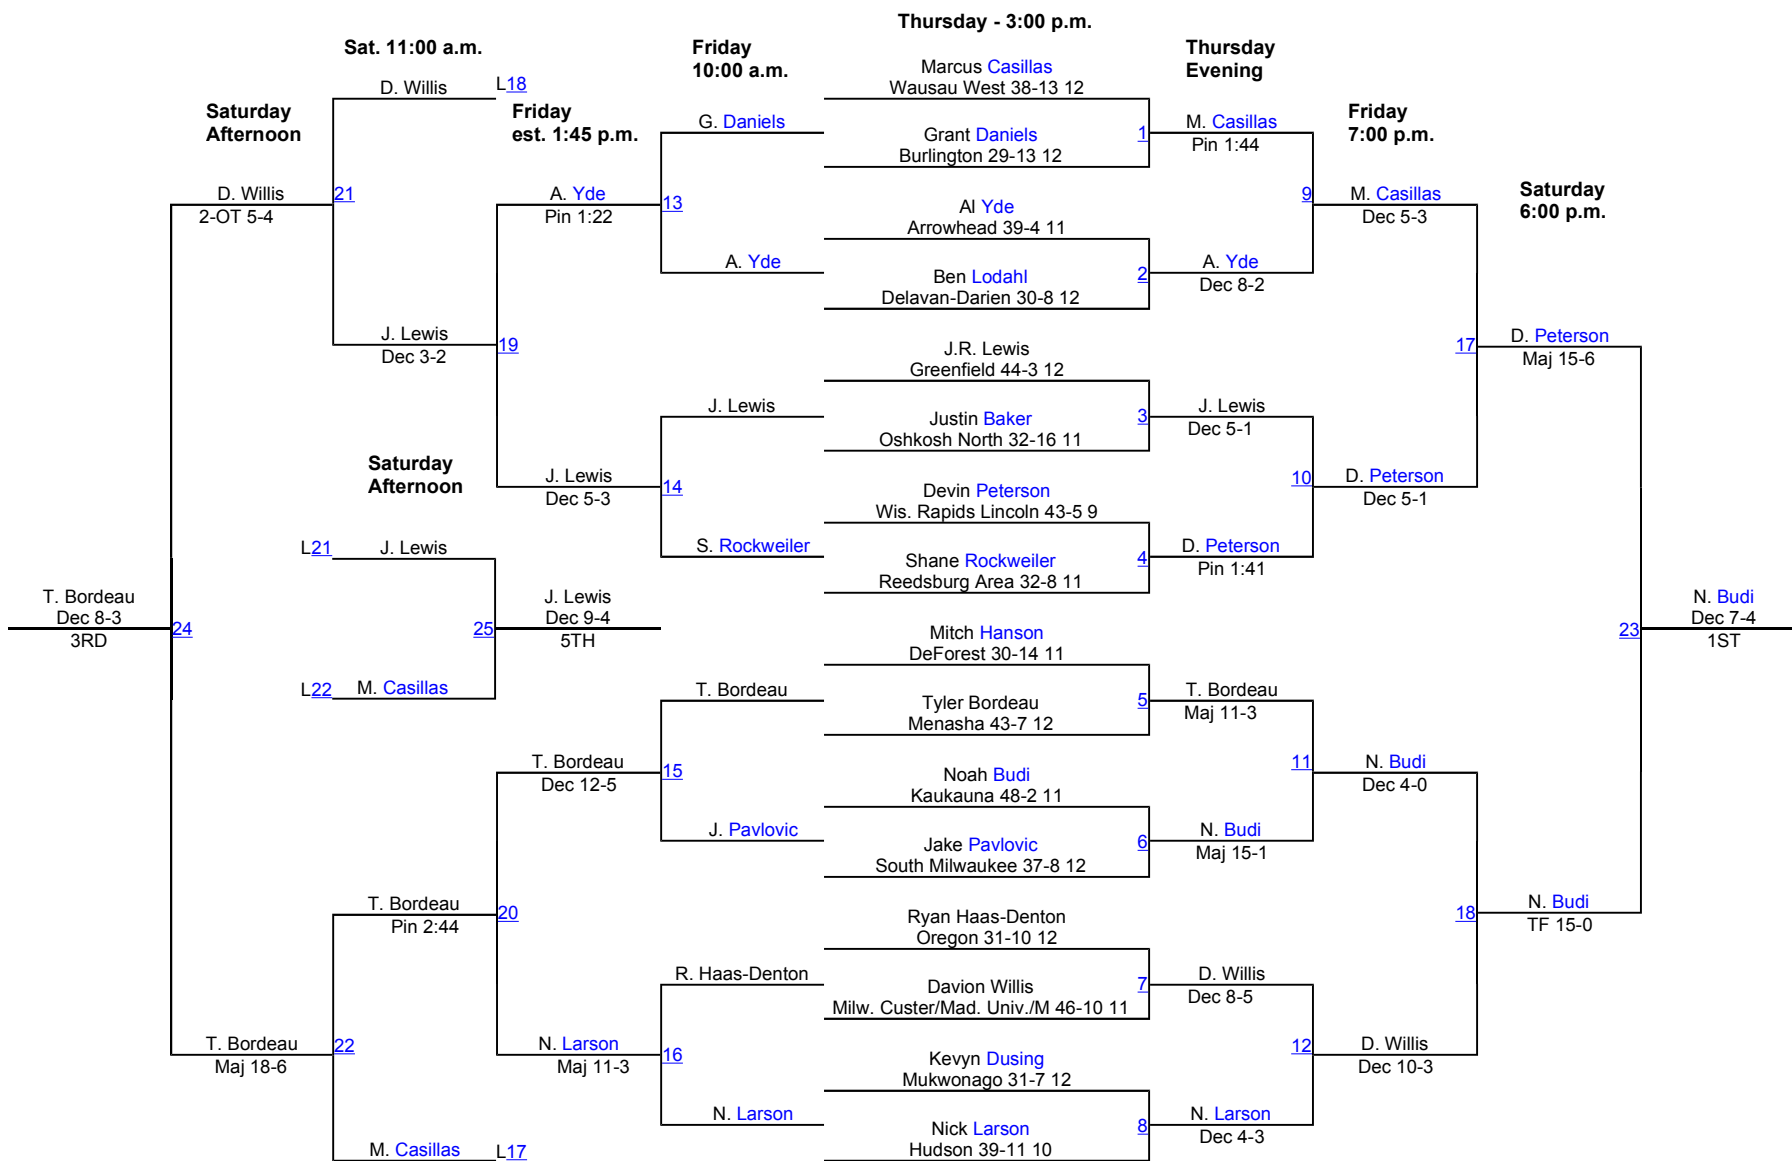 Thursday - 3:00 p.m.
Sat. 11:00 a.m.
Friday
10:00 a.m.
Thursday
Evening
Marcus Casillas
Wausau West 38-13 12
D. Willis
L18
Saturday
Afternoon
Friday
est. 1:45 p.m.
Friday
7:00 p.m.
G. Daniels
Grant Daniels
Burlington 29-13 12
1
M. Casillas
Pin 1:44
D. Willis
2-OT 5-4
21
A. Yde
Pin 1:22
13
Al Yde
Arrowhead 39-4 11
9
M. Casillas
Dec 5-3
Saturday
6:00 p.m.
A. Yde
Ben Lodahl
Delavan-Darien 30-8 12
2
A. Yde
Dec 8-2
J. Lewis
Dec 3-2
19
J.R. Lewis
Greenfield 44-3 12
17
D. Peterson
Maj 15-6
J. Lewis
Justin Baker
Oshkosh North 32-16 11
3
J. Lewis
Dec 5-1
Saturday
Afternoon
J. Lewis
Dec 5-3
14
Devin Peterson
Wis. Rapids Lincoln 43-5 9
10
D. Peterson
Dec 5-1
L21
J. Lewis
S. Rockweiler
Shane Rockweiler
Reedsburg Area 32-8 11
4
D. Peterson
Pin 1:41
T. Bordeau
Dec 8-3
3RD
24
25
J. Lewis
Dec 9-4
5TH
Mitch Hanson
DeForest 30-14 11
23
N. Budi
Dec 7-4
1ST
L22
M. Casillas
T. Bordeau
Tyler Bordeau
Menasha 43-7 12
5
T. Bordeau
Maj 11-3
T. Bordeau
Dec 12-5
15
Noah Budi
Kaukauna 48-2 11
11
N. Budi
Dec 4-0
J. Pavlovic
Jake Pavlovic
South Milwaukee 37-8 12
6
N. Budi
Maj 15-1
T. Bordeau
Pin 2:44
20
Ryan Haas-Denton
Oregon 31-10 12
18
N. Budi
TF 15-0
R. Haas-Denton
Davion Willis
Milw. Custer/Mad. Univ./M 46-10 11
7
D. Willis
Dec 8-5
T. Bordeau
Maj 18-6
22
N. Larson
Maj 11-3
16
Kevyn Dusing
Mukwonago 31-7 12
12
D. Willis
Dec 10-3
N. Larson
Nick Larson
Hudson 39-11 10
8
N. Larson
Dec 4-3
M. Casillas
L17